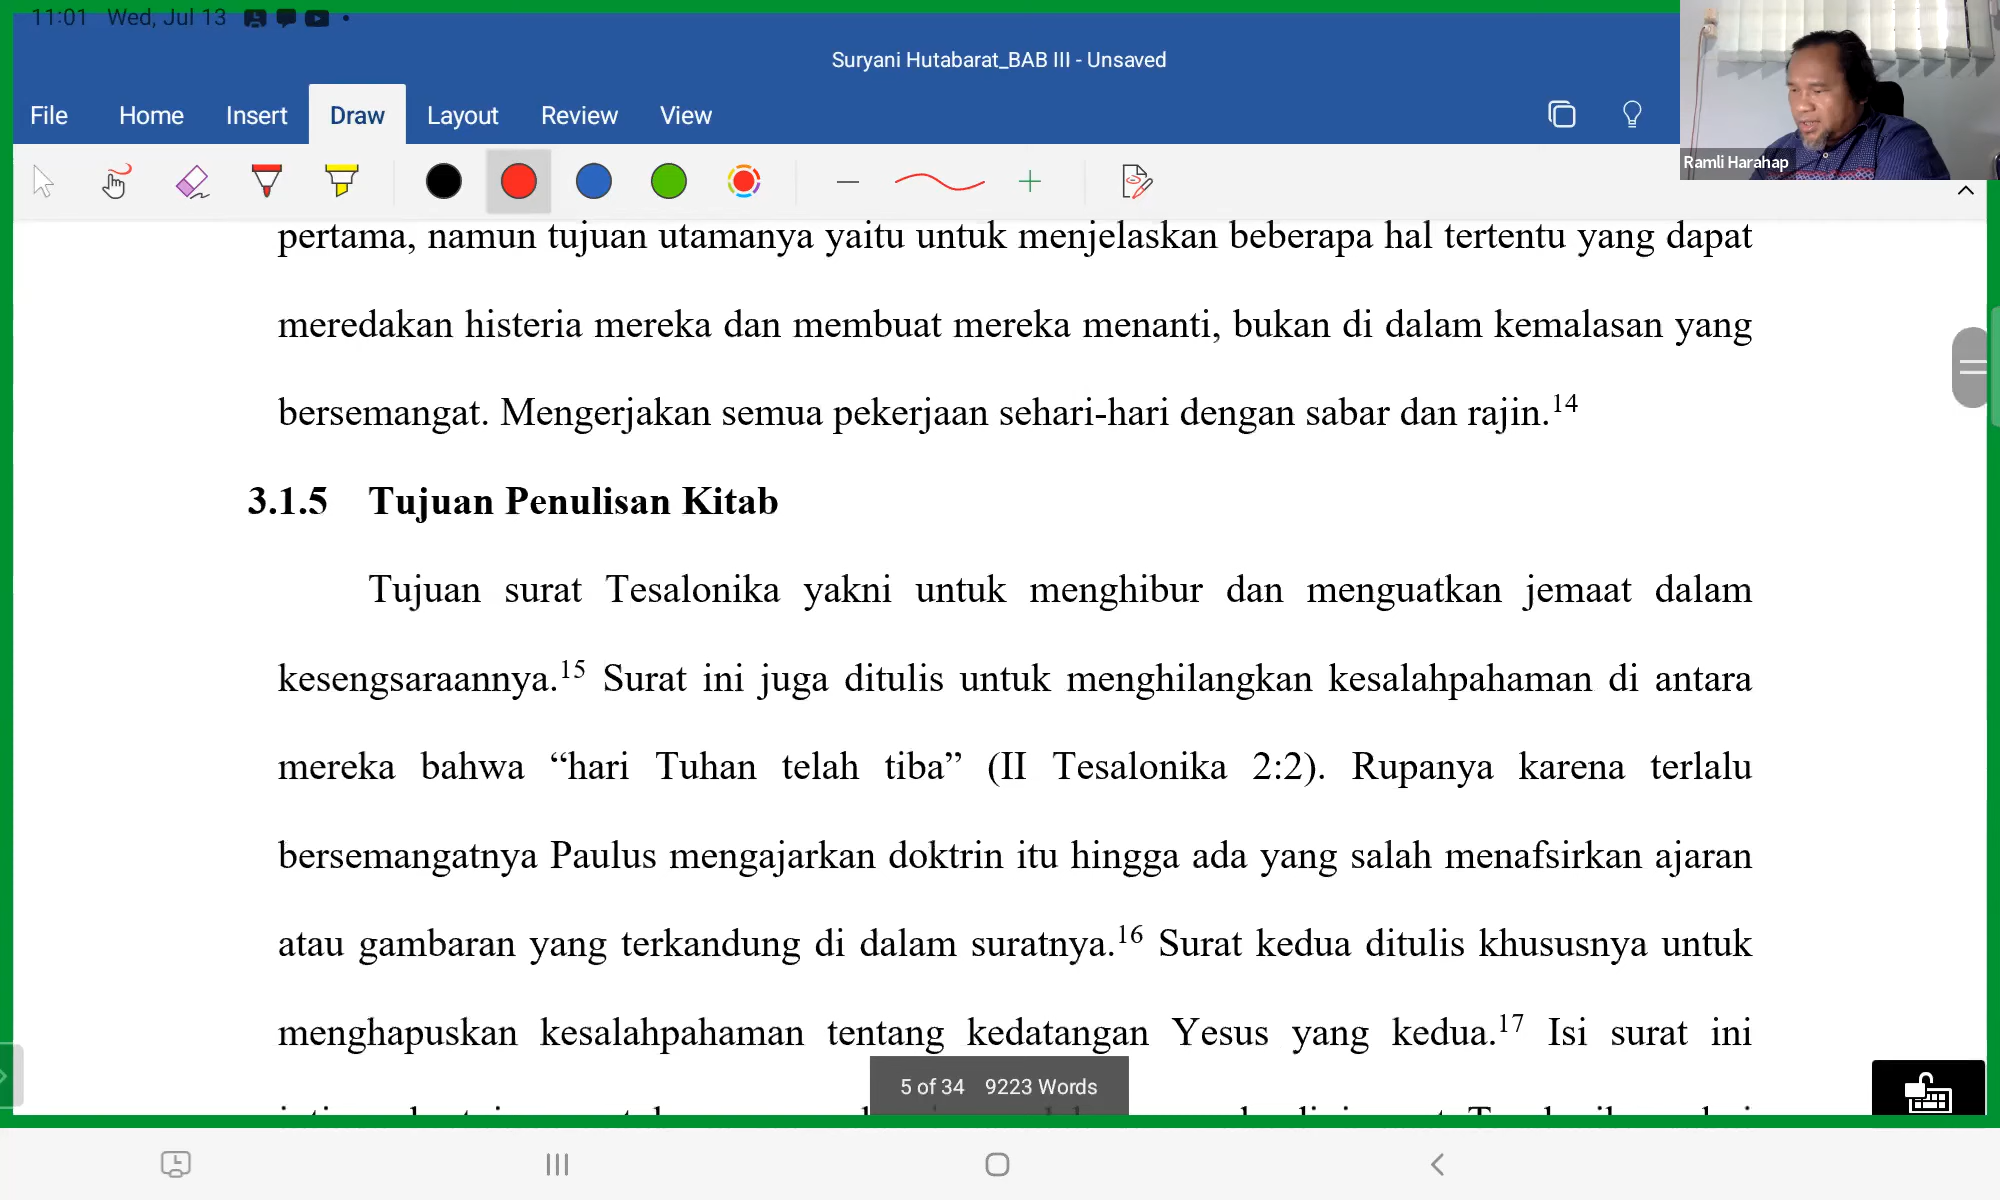 11:01 Wed, Jul 13
Suryani Hutabarat_BAB III - Unsaved
File Home Insert Draw Layout Review View
Ramli Harahap
pertama, namun tujuan utamanya yaitu untuk menjelaskan beberapa hal tertentu yang dapat
meredakan histeria mereka dan membuat mereka menanti, bukan di dalam kemalasan yang
bersemangat. Mengerjakan semua pekerjaan sehari-hari dengan sabar dan rajin.14
3.1.5 Tujuan Penulisan Kitab
Tujuan surat Tesalonika yakni untuk menghibur dan menguatkan jemaat dalam
kesengsaraannya.15 Surat ini juga ditulis untuk menghilangkan kesalahpahaman di antara
mereka bahwa “hari Tuhan telah tiba” (II Tesalonika 2:2). Rupanya karena terlalu
bersemangatnya Paulus mengajarkan doktrin itu hingga ada yang salah menafsirkan ajaran
atau gambaran yang terkandung di dalam suratnya.16 Surat kedua ditulis khususnya untuk
menghapuskan kesalahpahaman tentang kedatangan Yesus yang kedua.17 Isi surat ini
5 of 34 9223 Words